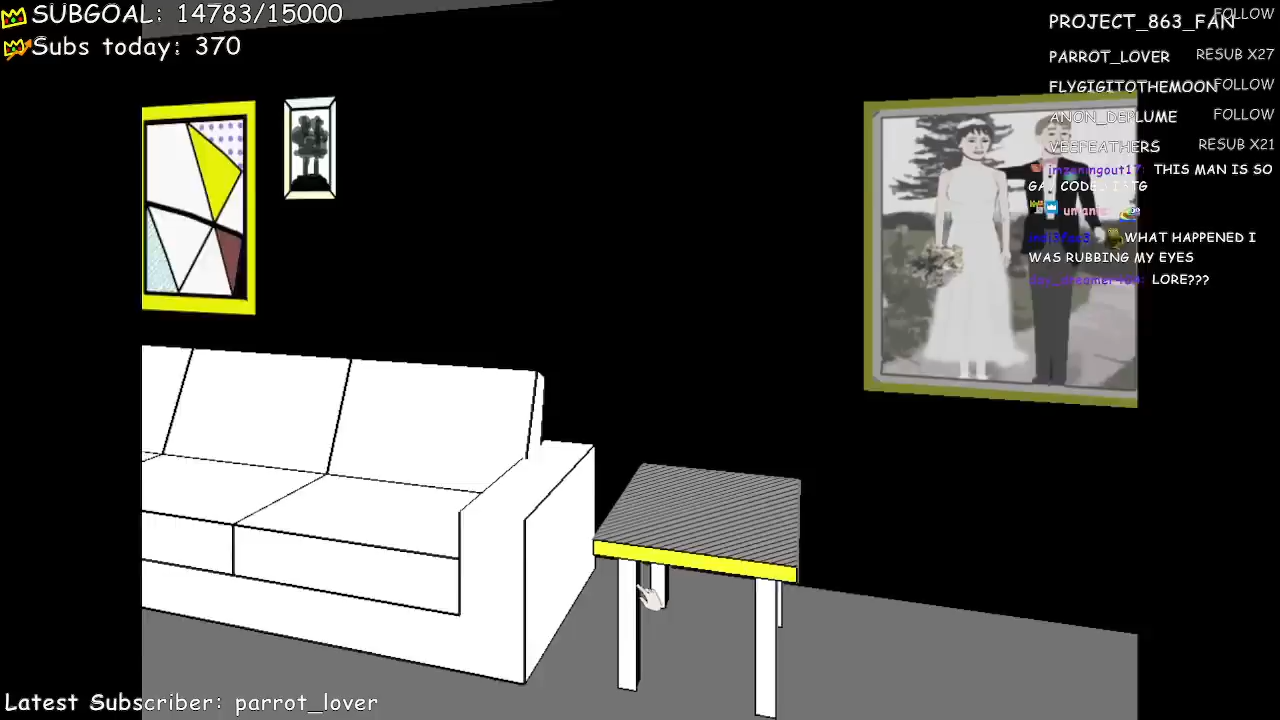 SUBGOAL: 14783/15000
Subs today: 370
PROJECT_863_FAN FOLLOW
PARROT_LOVER RESUB X27
FLYGIGITOTHEMOON FOLLOW
ANON_DEPLUME FOLLOW
VEEFEATHERS RESUB X21
THIS MAN IS SO
WHAT HAPPENED I
WAS RUBBING MY EYES
LORE???
Latest Subscriber: parrot_lover